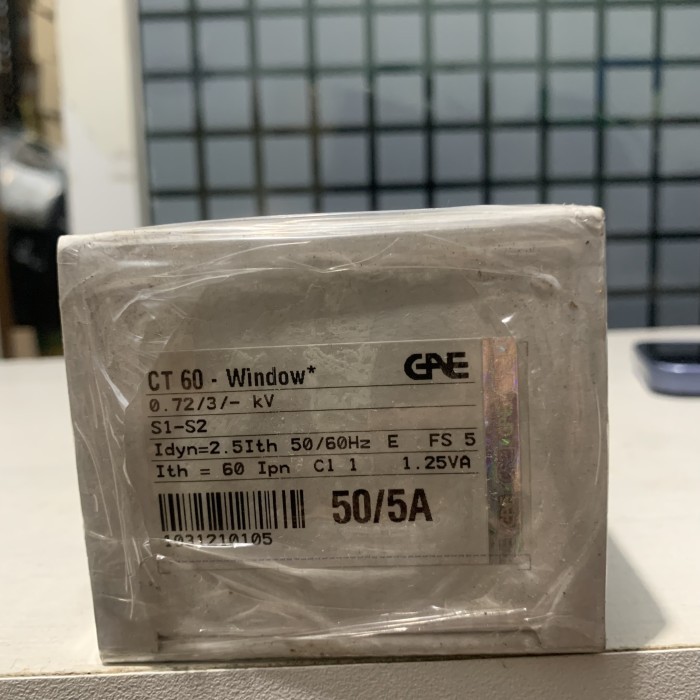 CT 60 - Window*
GAE
0.72/3/- kV
S1-S2
Idyn=2.5Ith 50/60Hz E FS 5
Ith = 60 Ipn Cl 1 1.25VA
50/5A
1031210105